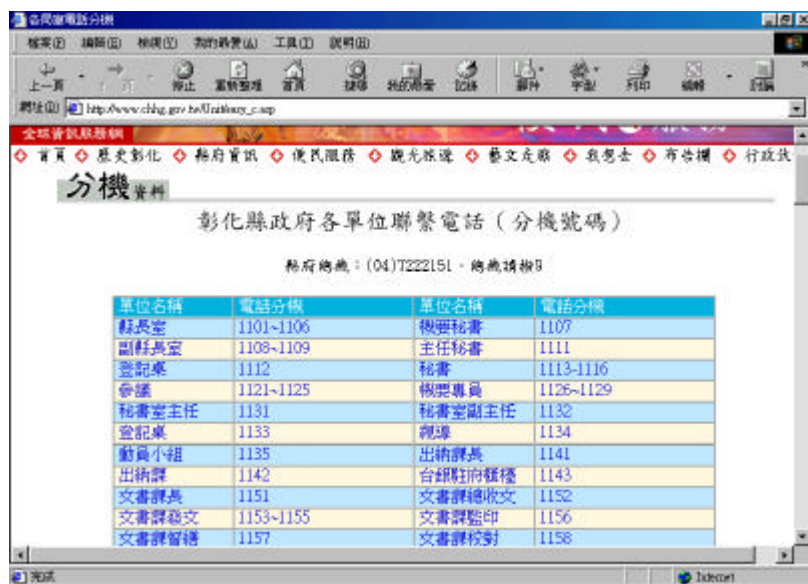 各局室電話分機
檔案(F) 編輯(E) 檢視(V) 我的最愛(A) 工具(T) 說明(H)
上一頁 停止 重新整理 首頁 搜尋 我的最愛 記錄 郵件 字型 列印 編輯 討論
網址(D) http://www.chhg.gov.tw/Unit/easy_c.asp
全球資訊服務網
首頁 歷史彰化 縣府資訊 便民服務 觀光旅遊 藝文走廊 我想去 布告欄 行政
分機資料
彰化縣政府各單位聯繫電話(分機號碼)
縣府總機:(04)7222151,總機請撥9
單位名稱 電話分機 單位名稱 電話分機
縣長室 1101~1106 機要秘書 1107
副縣長室 1108~1109 主任秘書 1111
登記桌 1112 秘書 1113-1116
參議 1121~1125 機要專員 1126~1129
秘書室主任 1131 秘書室副主任 1132
登記桌 1133 視導 1134
動員小組 1135 出納課長 1141
出納課 1142 台銀駐府櫃檯 1143
文書課長 1151 文書課總收文 1152
文書課發文 1153~1155 文書課監印 1156
文書課繕 1157 文書課校對 1158
完成 Internet